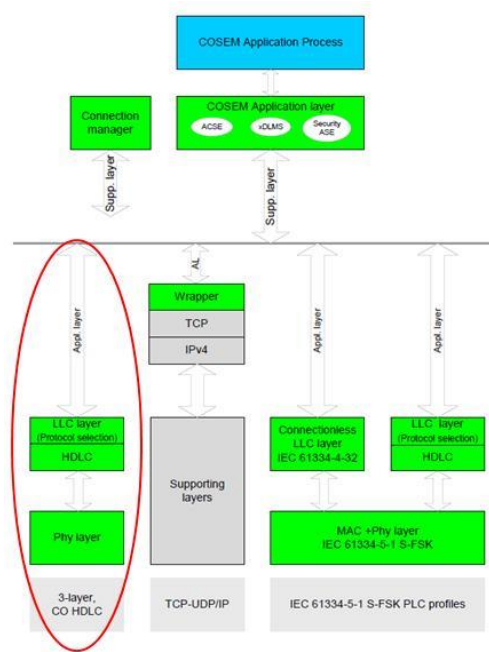 COSEM Application Process
Connection
manager
COSEM Application layer
ACSE
xDLMS
Security
ASE
Supp. layer
Supp. layer
Appl. layer
AL
Appl. layer
Appl. layer
Wrapper
TCP
IPv4
LLC layer
(Protocol selection)
HDLC
Supporting
layers
Connectionless
LLC layer
IEC 61334-4-32
LLC layer
(Protocol selection)
HDLC
Phy layer
MAC +Phy layer
IEC 61334-5-1 S-FSK
3-layer,
CO HDLC
TCP-UDP/IP
IEC 61334-5-1 S-FSK PLC profiles